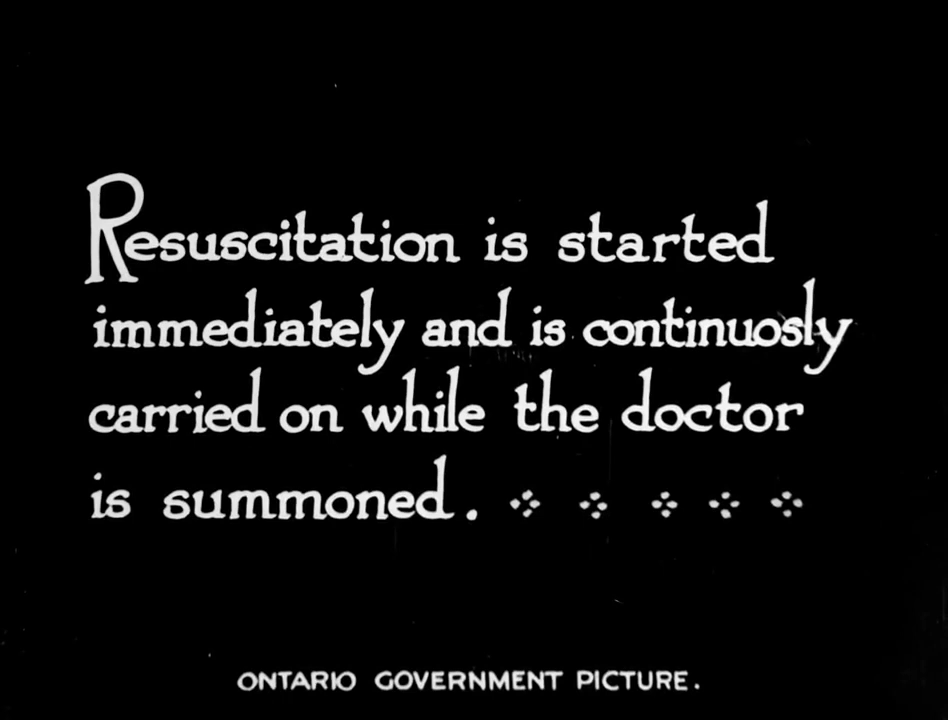 Resuscitation is started
immediately and is continuosly
carried on while the doctor
is summoned.
ONTARIO GOVERNMENT PICTURE.